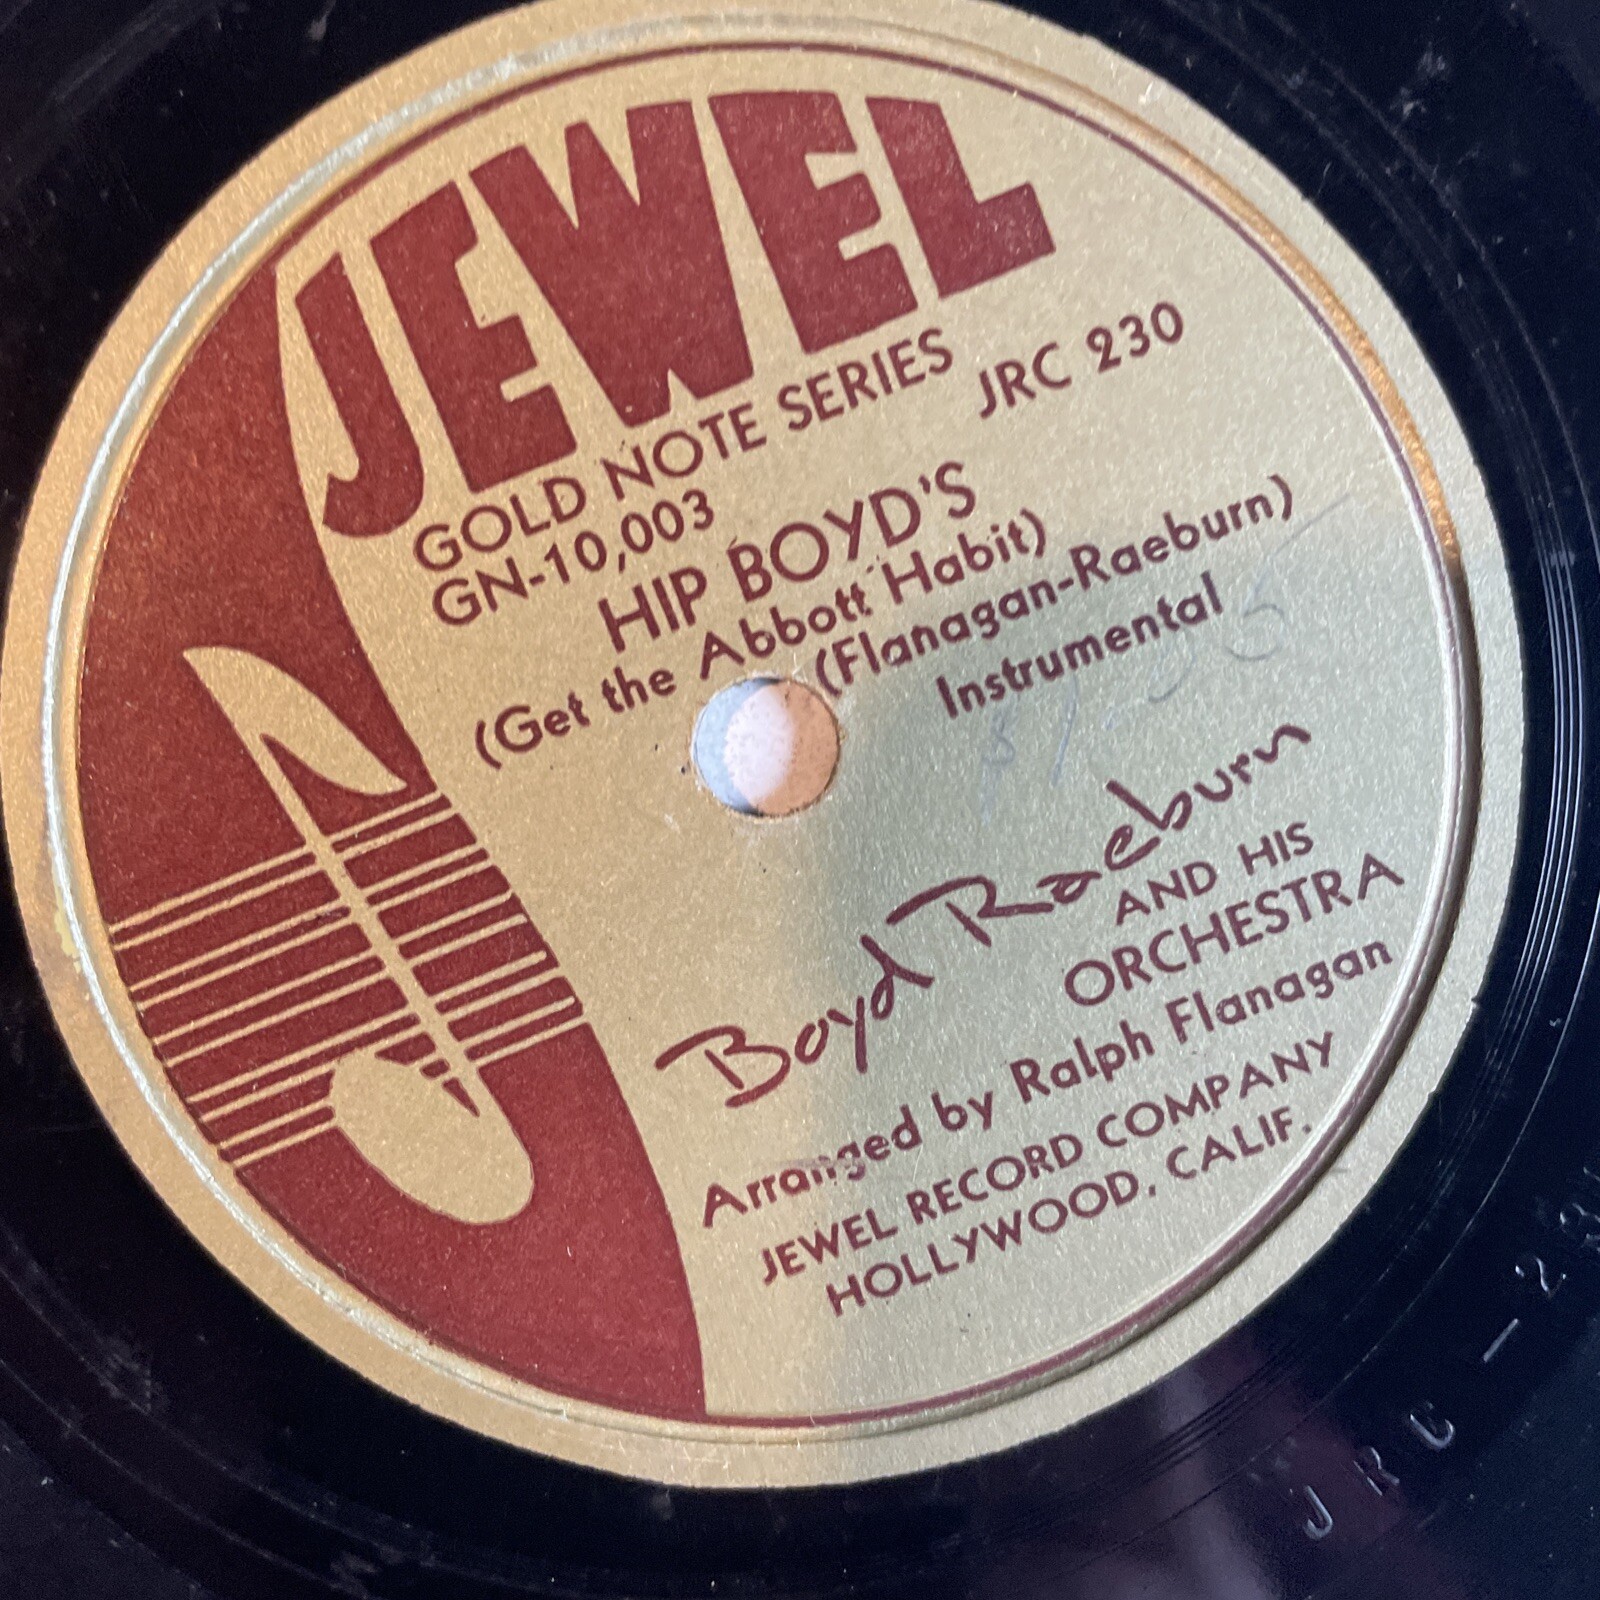 JEWEL
GOLD NOTE SERIES
GN-10,003
JRC 230
HIP BOYD'S
(Get the Abbott Habit)
(Flanagan-Raeburn)
Instrumental
Boyd Raeburn
AND HIS
ORCHESTRA
Arranged by Ralph Flanagan
JEWEL RECORD COMPANY
HOLLYWOOD, CALIF.
JRC -